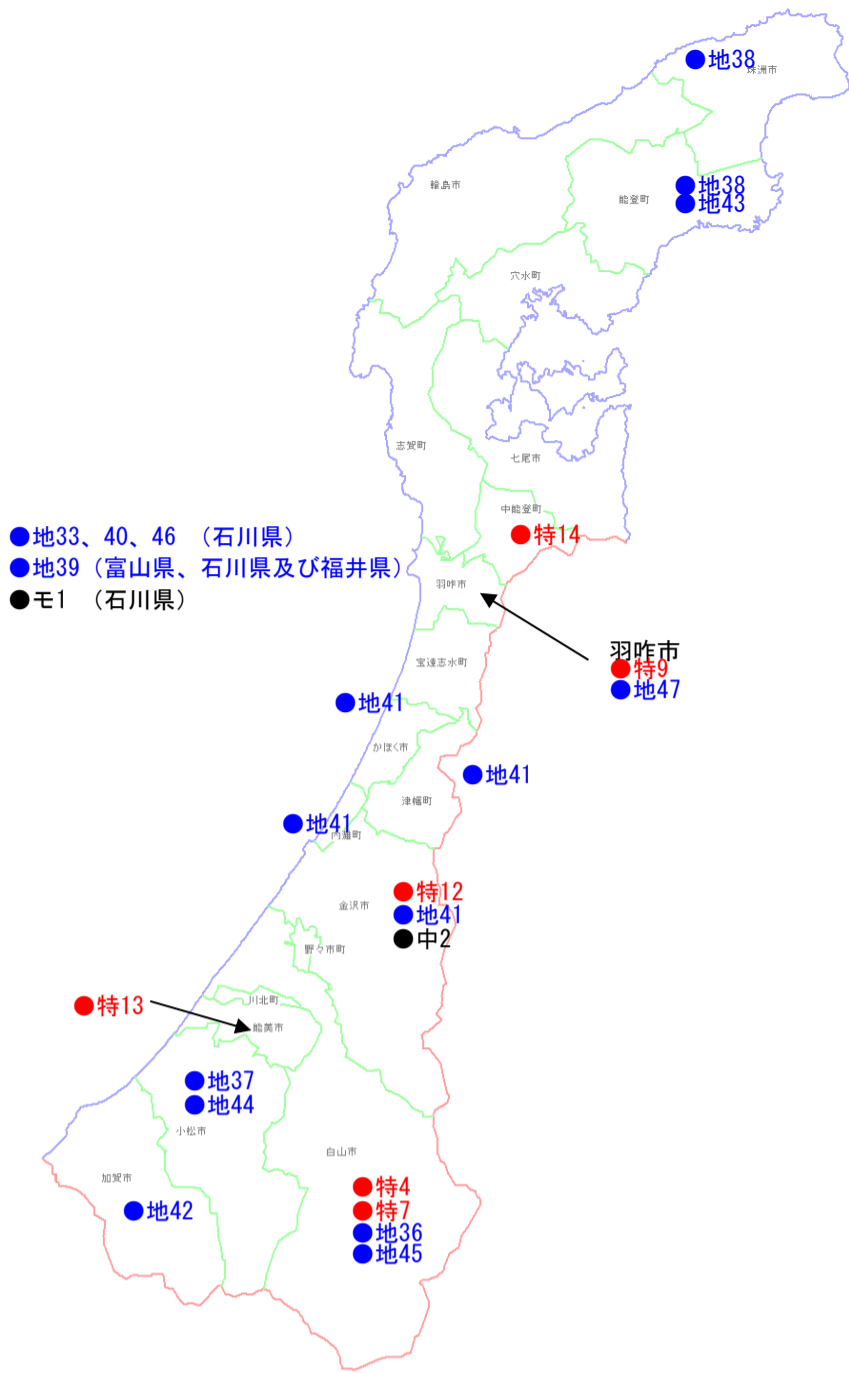 ●地38
珠洲市
輪島市
能登町
●地38
●地43
穴水町
志賀町
七尾市
中能登町
●特14
●地33、40、46 （石川県）
●地39（富山県、石川県及び福井県）
●モ1 （石川県）
羽咋市
羽咋市
●特9
●地47
宝達志水町
●地41
かほく市
●地41
津幡町
●地41
内灘町
●特12
金沢市
●地41
●中2
野々市町
●特13
川北町
能美市
●地37
●地44
小松市
白山市
加賀市
●特4
●地42
●特7
●地36
●地45